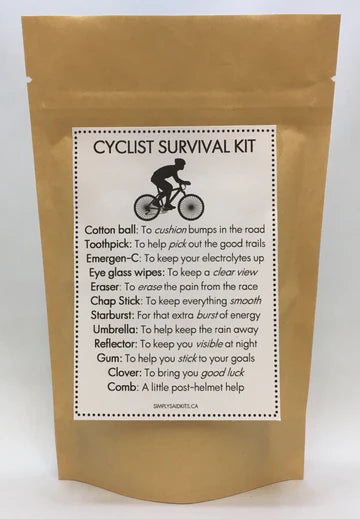 CYCLIST SURVIVAL KIT
Cotton ball: To cushion bumps in the road
Toothpick: To help pick out the good trails
Emergen-C: To keep your electrolytes up
Eye glass wipes: To keep a clear view
Eraser: To erase the pain from the race
Chap Stick: To keep everything smooth
Starburst: For that extra burst of energy
Umbrella: To help keep the rain away
Reflector: To keep you visible at night
Gum: To help you stick to your goals
Clover: To bring you good luck
Comb: A little post-helmet help
SIMPLYSAIDKITS.CA